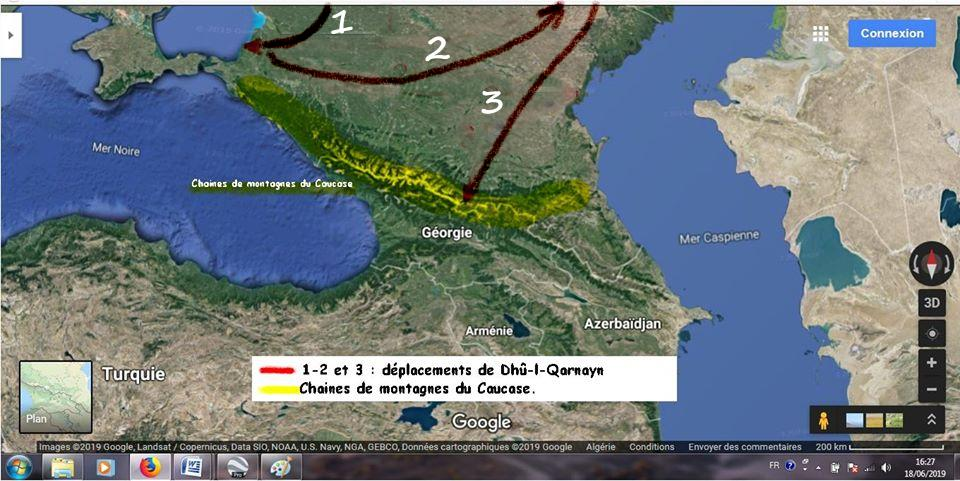 1
2
3
Connexion
Mer Noire
Chaines de montagnes du Caucase
Géorgie
Mer Caspienne
3D
Arménie
Azerbaïdjan
Turquie
1-2 et 3 : déplacements de Dhû-l-Qarnayn
Chaines de montagnes du Caucase.
Plan
Google
Images ©2019 Google, Landsat / Copernicus, Data SIO, NOAA, U.S. Navy, NGA, GEBCO, Données cartographiques ©2019 Google Algérie Conditions Envoyer des commentaires 200 km
FR
16:27
18/06/2019